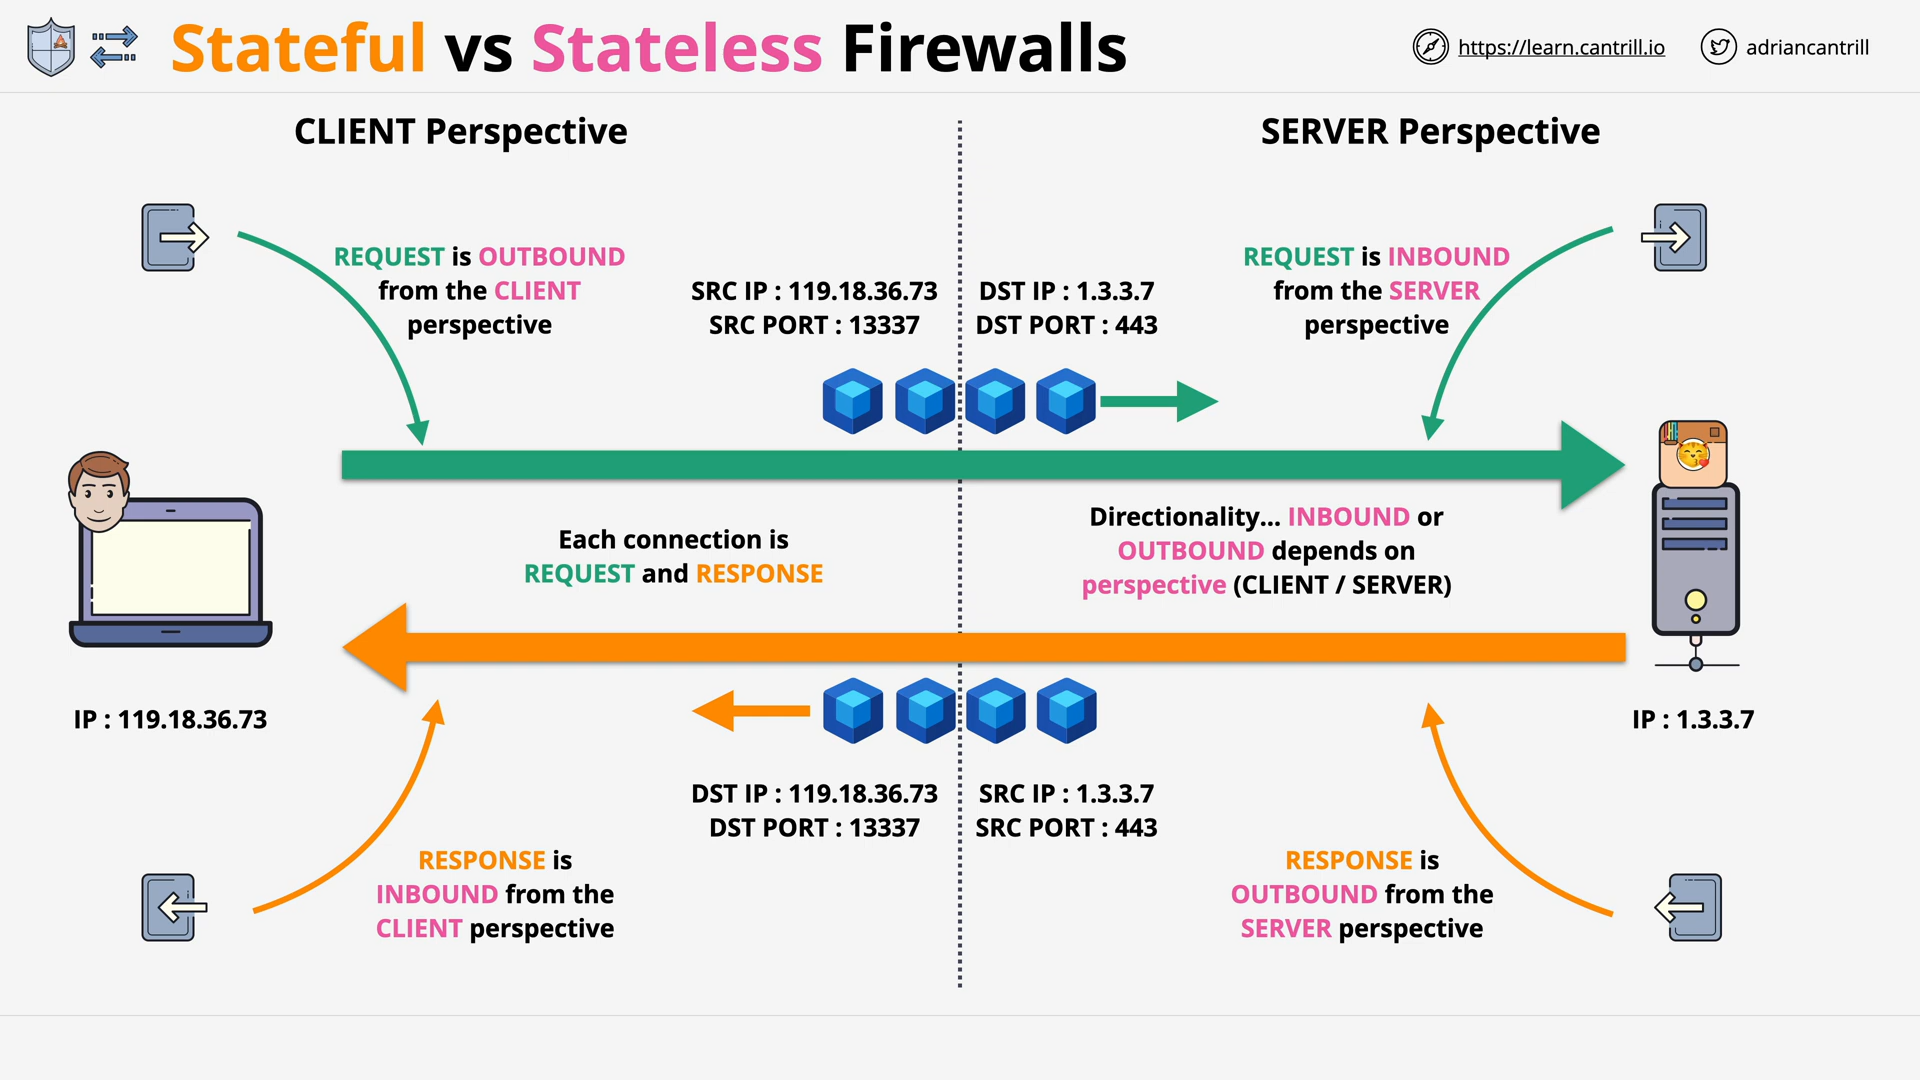 Stateful vs Stateless Firewalls
https://learn.cantrill.io
adriancantrill
CLIENT Perspective
SERVER Perspective
REQUEST is OUTBOUND
from the CLIENT
perspective
SRC IP : 119.18.36.73
SRC PORT : 13337
DST IP : 1.3.3.7
DST PORT : 443
REQUEST is INBOUND
from the SERVER
perspective
Each connection is
REQUEST and RESPONSE
Directionality... INBOUND or
OUTBOUND depends on
perspective (CLIENT / SERVER)
IP : 119.18.36.73
IP : 1.3.3.7
DST IP : 119.18.36.73
DST PORT : 13337
SRC IP : 1.3.3.7
SRC PORT : 443
RESPONSE is
INBOUND from the
CLIENT perspective
RESPONSE is
OUTBOUND from the
SERVER perspective